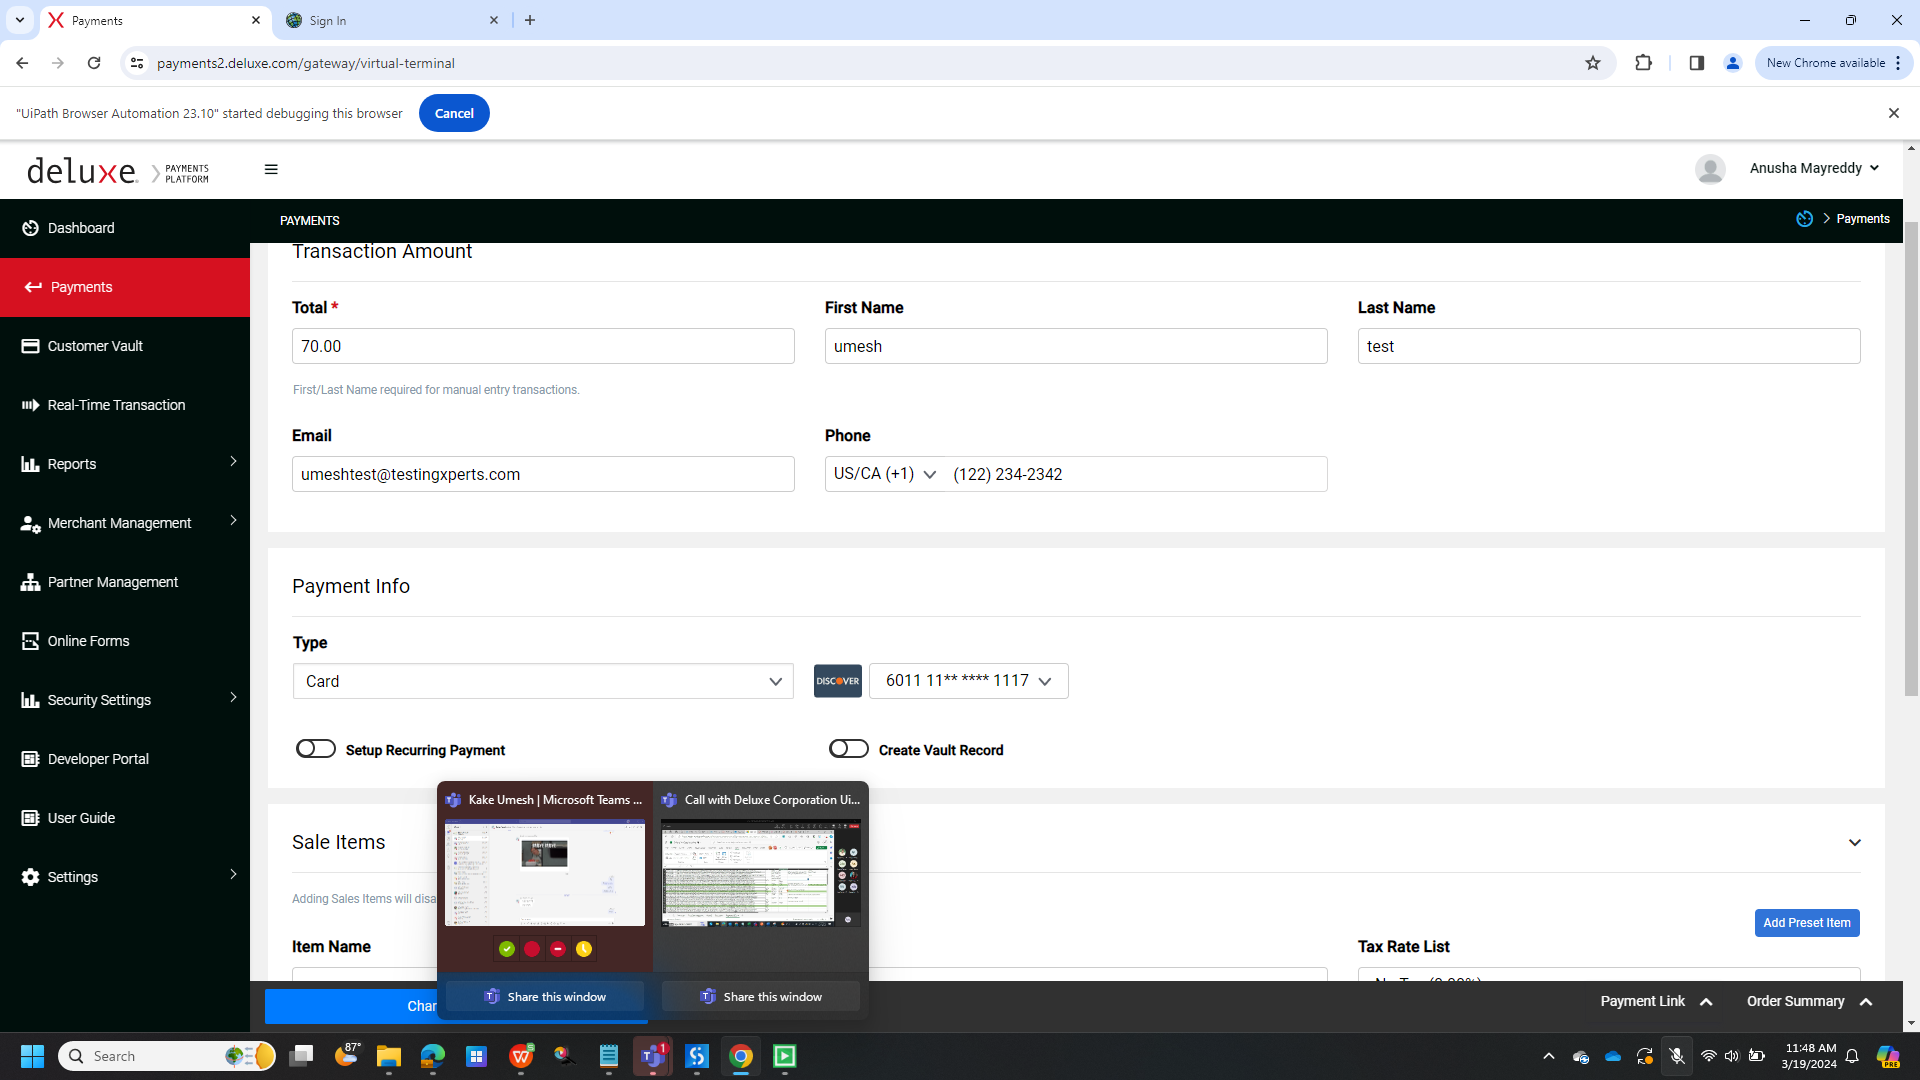 Payments
Sign In
payments2.deluxe.com/gateway/virtual-terminal
New Chrome available
"UiPath Browser Automation 23.10" started debugging this browser
Cancel
deluxe. PAYMENTS PLATFORM
Anusha Mayreddy
Dashboard
Payments
Customer Vault
Real-Time Transaction
Reports
Merchant Management
Partner Management
Online Forms
Security Settings
Developer Portal
User Guide
Settings
PAYMENTS
Payments
Transaction Amount
Total *
First Name
Last Name
70.00
umesh
test
First/Last Name required for manual entry transactions.
Email
Phone
umeshtest@testingxperts.com
US/CA (+1)
(122) 234-2342
Payment Info
Type
Card
DISCOVER
6011 11** **** 1117
Setup Recurring Payment
Create Vault Record
Kake Umesh | Microsoft Teams ...
Call with Deluxe Corporation Ui...
Sale Items
Adding Sales Items will disa
Add Preset Item
Item Name
Tax Rate List
Share this window
Share this window
Char
Payment Link
Order Summary
Search
87°
1
11:48 AM
3/19/2024
PRE